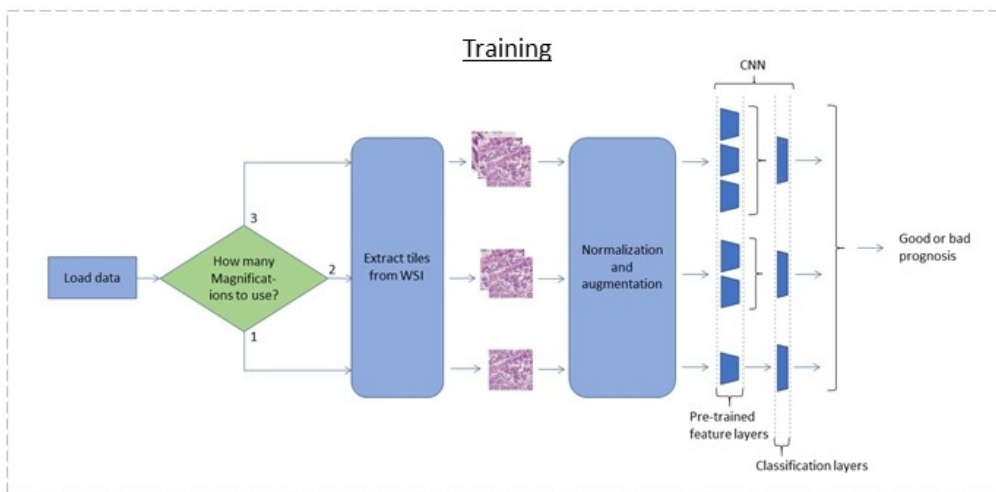 Training
CNN
3
How many
Magnificat-
ions to use?
2
1
Load data
Extract tiles
from WSI
Normalization
and
augmentation
Good or bad
prognosis
Pre-trained
feature layers
Classification layers